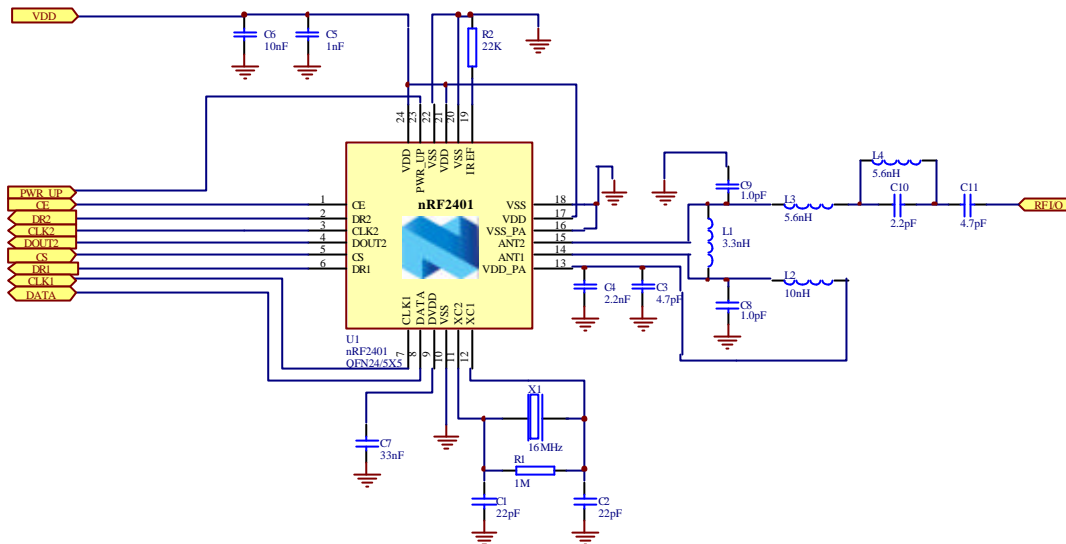 VDD
C6
10nF
C5
1nF
R2
22K
24
23
22
21
20
19
VDD
PWR_UP
VSS
VDD
VSS
IREF
nRF2401
PWR_UP
CE
DR2
CLK2
DOUT2
CS
DR1
CLK1
DATA
1
2
3
4
5
6
CE
DR2
CLK2
DOUT2
CS
DR1
VSS
VDD
VSS_PA
ANT2
ANT1
VDD_PA
18
17
16
15
14
13
CLK1
DATA
DVDD
VSS
XC2
XC1
7
8
9
10
11
12
U1
nRF2401
QFN24/5X5
C9
1.0pF
L3
5.6nH
L4
5.6nH
C10
2.2pF
C11
4.7pF
RFI/O
L1
3.3nH
L2
10nH
C4
2.2nF
C3
4.7pF
C8
1.0pF
C7
33nF
X1
16MHz
R1
1M
C1
22pF
C2
22pF